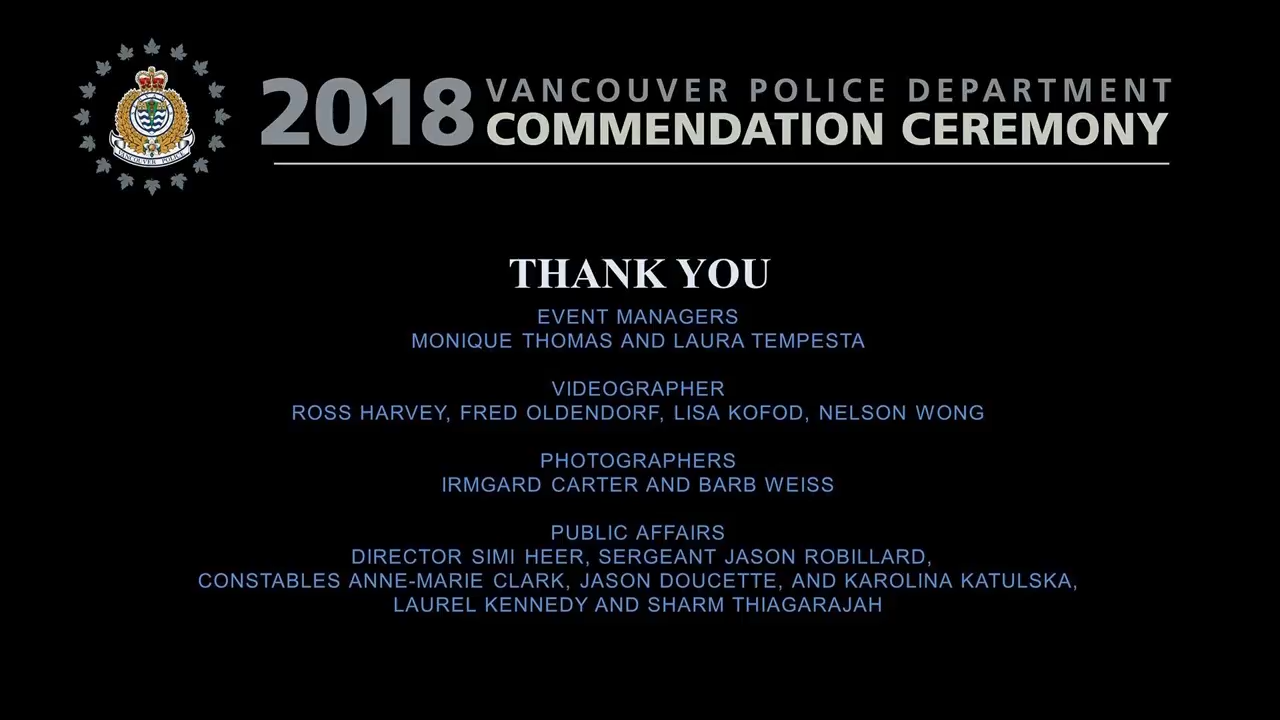 2018 VANCOUVER POLICE DEPARTMENT
COMMENDATION CEREMONY
VANCOUVER POLICE
THANK YOU
EVENT MANAGERS
MONIQUE THOMAS AND LAURA TEMPESTA
VIDEOGRAPHER
ROSS HARVEY, FRED OLDENDORF, LISA KOFOD, NELSON WONG
PHOTOGRAPHERS
IRMGARD CARTER AND BARB WEISS
PUBLIC AFFAIRS
DIRECTOR SIMI HEER, SERGEANT JASON ROBILLARD,
CONSTABLES ANNE-MARIE CLARK, JASON DOUCETTE, AND KAROLINA KATULSKA,
LAUREL KENNEDY AND SHARM THIAGARAJAH